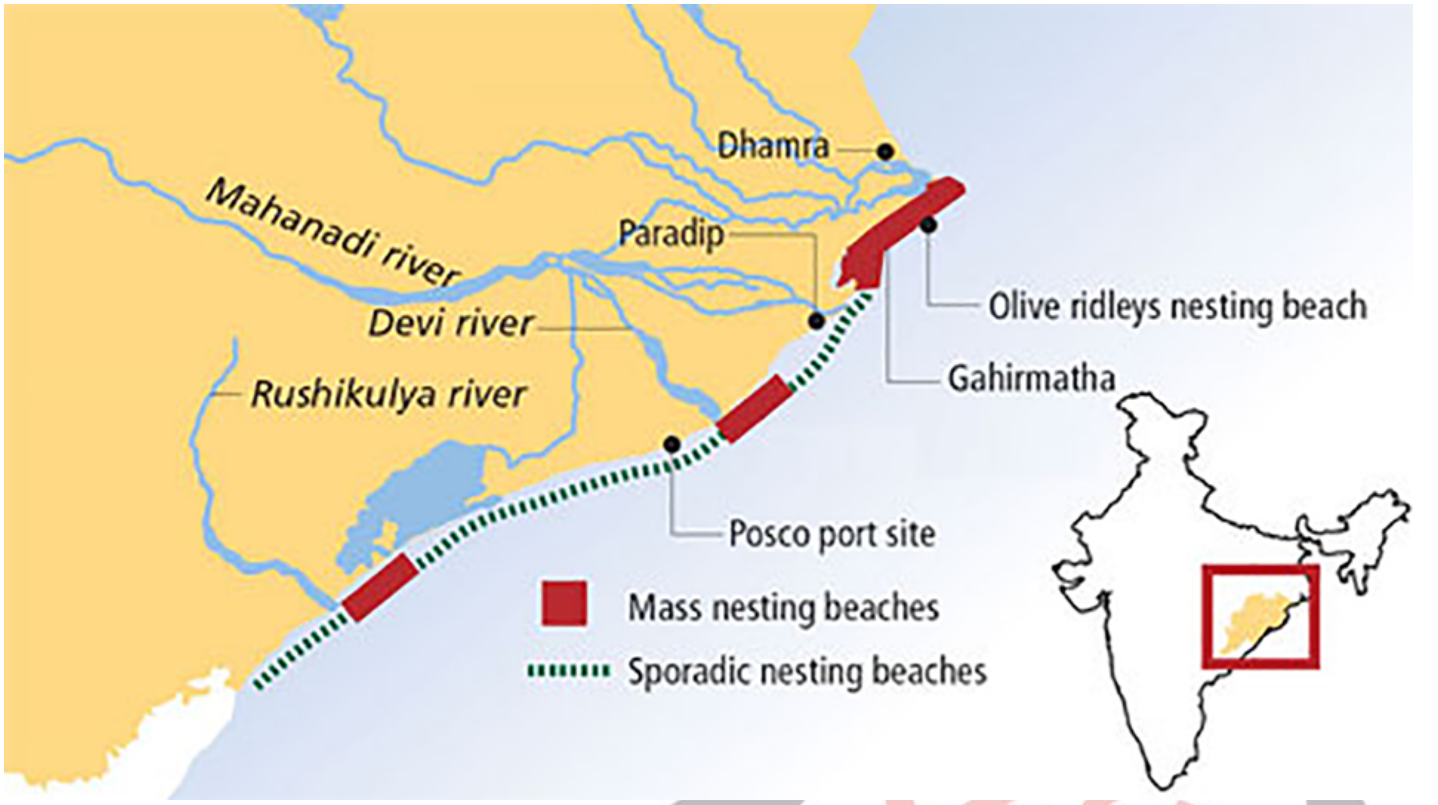 Dhamra
Mahanadi river
Paradip
Olive ridleys nesting beach
Devi river
Gahirmatha
Rushikulya river
Posco port site
Mass nesting beaches
Sporadic nesting beaches